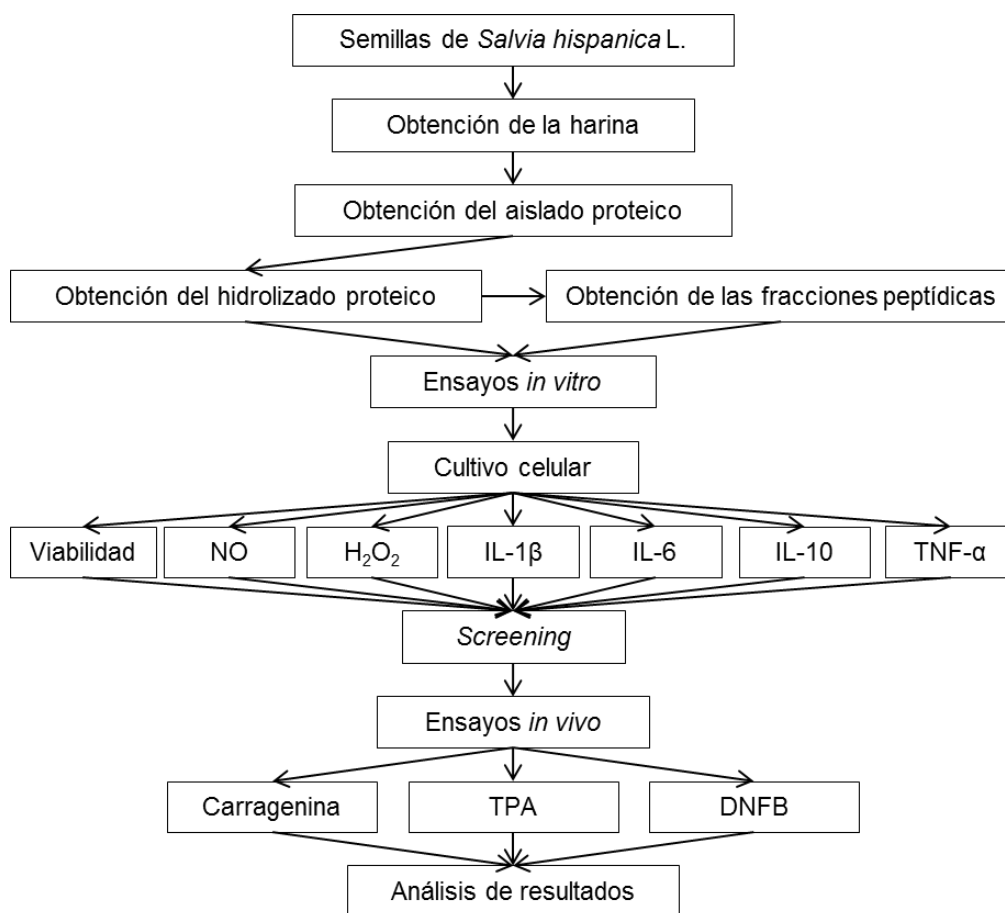 Semillas de Salvia hispanica L.
Obtención de la harina
Obtención del aislado proteico
Obtención del hidrolizado proteico
Obtención de las fracciones peptídicas
Ensayos in vitro
Cultivo celular
Viabilidad
NO
H₂O₂
IL-1β
IL-6
IL-10
TNF-α
Screening
Ensayos in vivo
Carragenina
TPA
DNFB
Análisis de resultados